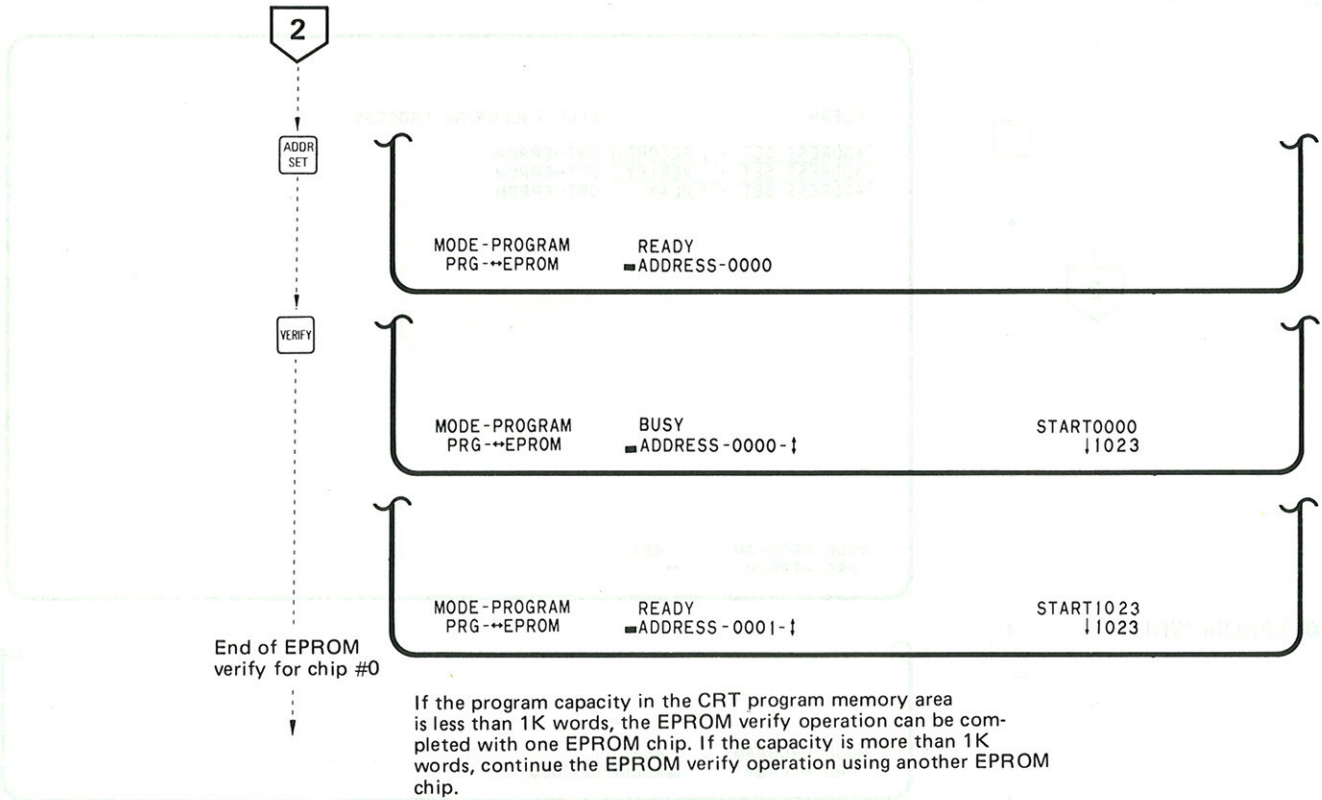 2
ADDR
SET
MODE-PROGRAM READY
PRG-↔EPROM ▬ADDRESS-0000
VERIFY
MODE-PROGRAM BUSY START0000
PRG-↔EPROM ▬ADDRESS-0000-↕ ↓1023
MODE-PROGRAM READY START1023
PRG-↔EPROM ▬ADDRESS-0001-↕ ↓1023
End of EPROM
verify for chip #0
If the program capacity in the CRT program memory area
is less than 1K words, the EPROM verify operation can be com-
pleted with one EPROM chip. If the capacity is more than 1K
words, continue the EPROM verify operation using another EPROM
chip.